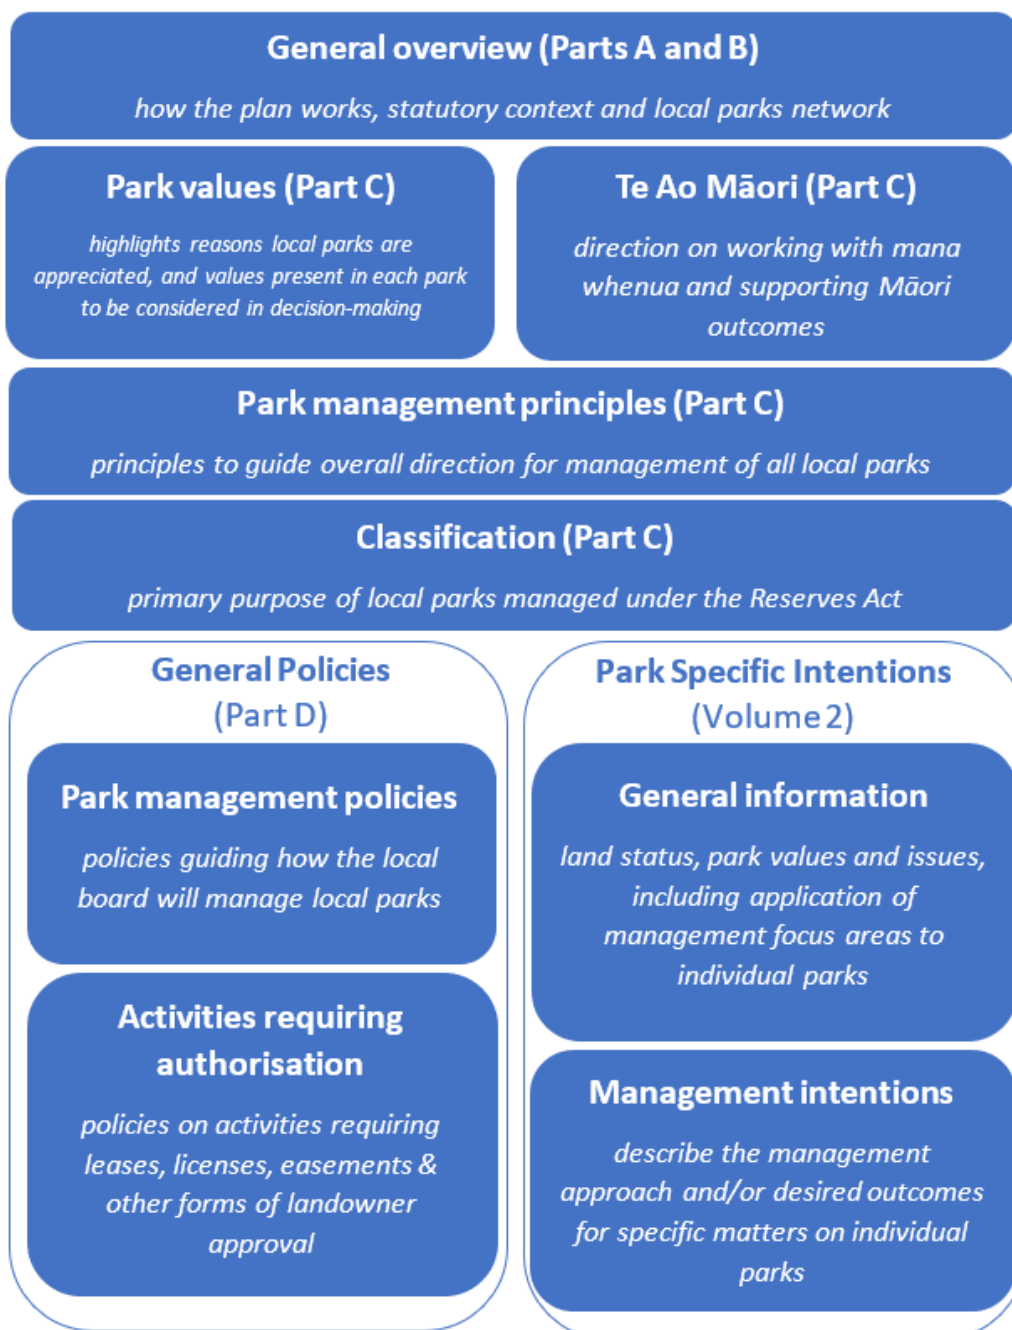 General overview (Parts A and B)
how the plan works, statutory context and local parks network
Park values (Part C)
highlights reasons local parks are
appreciated, and values present in each park
to be considered in decision-making
Te Ao Māori (Part C)
direction on working with mana
whenua and supporting Māori
outcomes
Park management principles (Part C)
principles to guide overall direction for management of all local parks
Classification (Part C)
primary purpose of local parks managed under the Reserves Act
General Policies
(Part D)
Park management policies
policies guiding how the local
board will manage local parks
Activities requiring
authorisation
policies on activities requiring
leases, licenses, easements &
other forms of landowner
approval
Park Specific Intentions
(Volume 2)
General information
land status, park values and issues,
including application of
management focus areas to
individual parks
Management intentions
describe the management
approach and/or desired outcomes
for specific matters on individual
parks